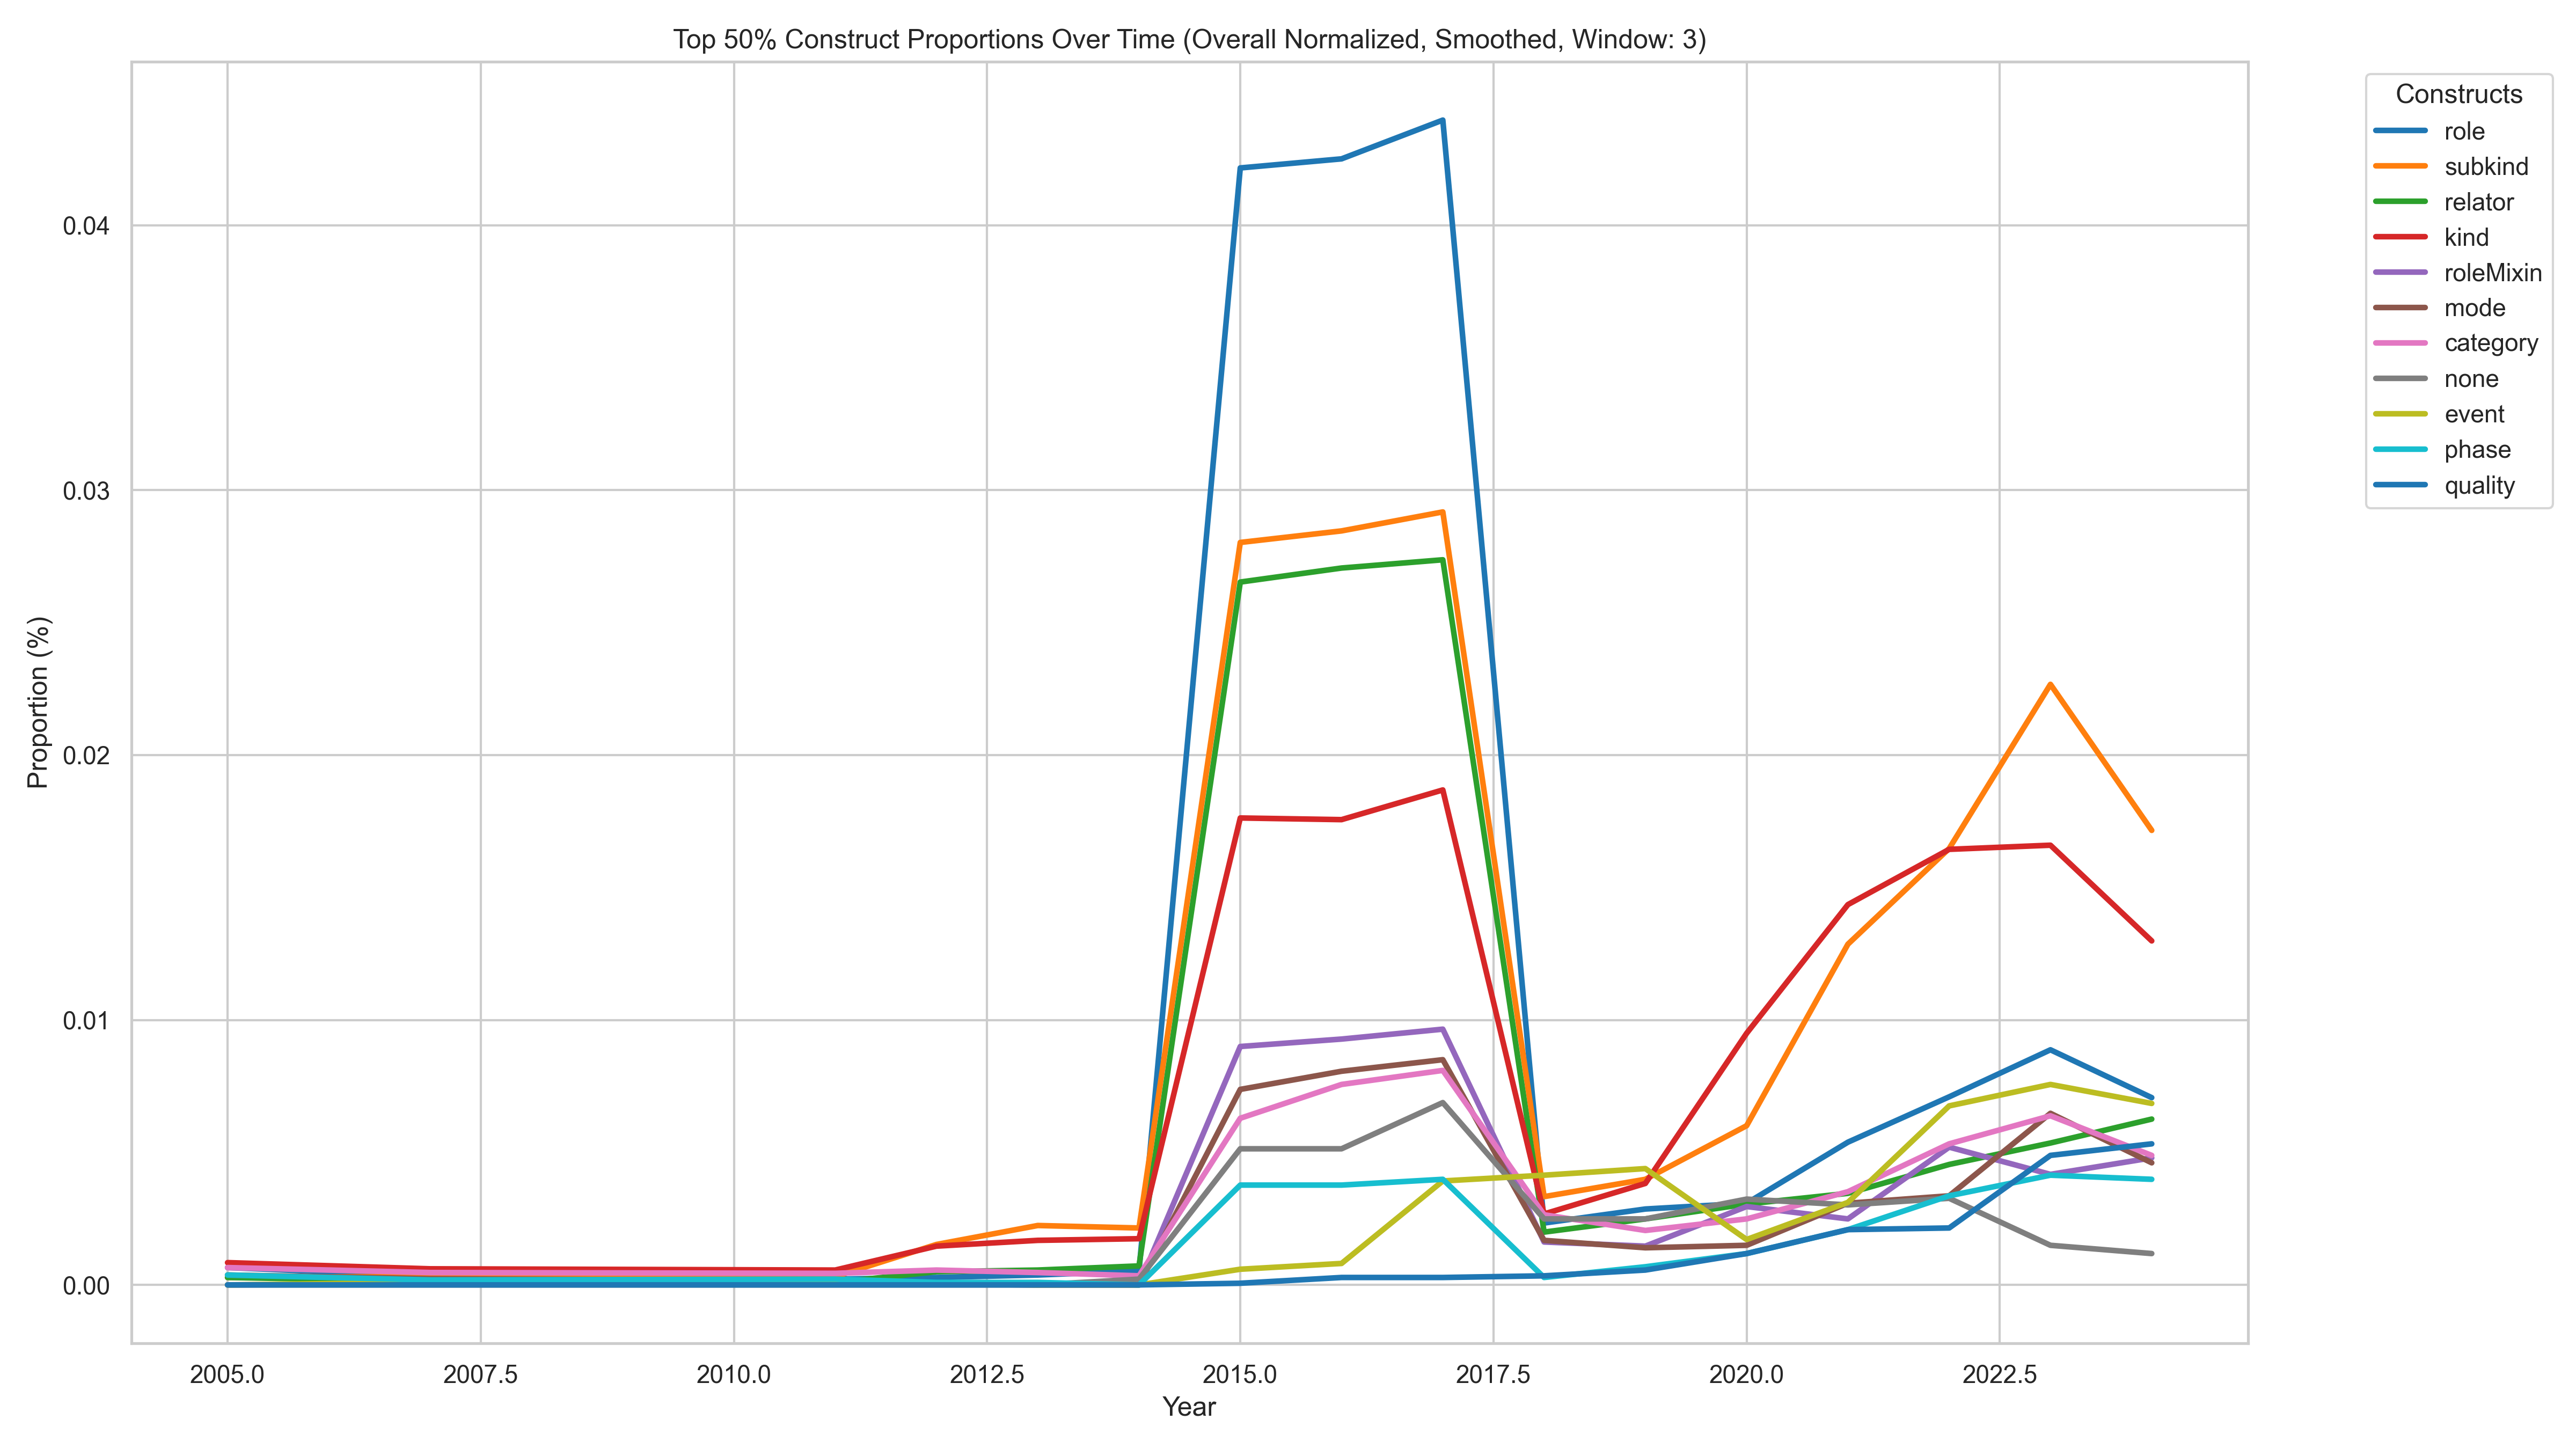 Top 50% Construct Proportions Over Time (Overall Normalized, Smoothed, Window: 3)
Constructs
role
subkind
relator
kind
roleMixin
mode
category
none
event
phase
quality
Proportion (%)
0.04
0.03
0.02
0.01
0.00
2005.0 2007.5 2010.0 2012.5 2015.0 2017.5 2020.0 2022.5
Year